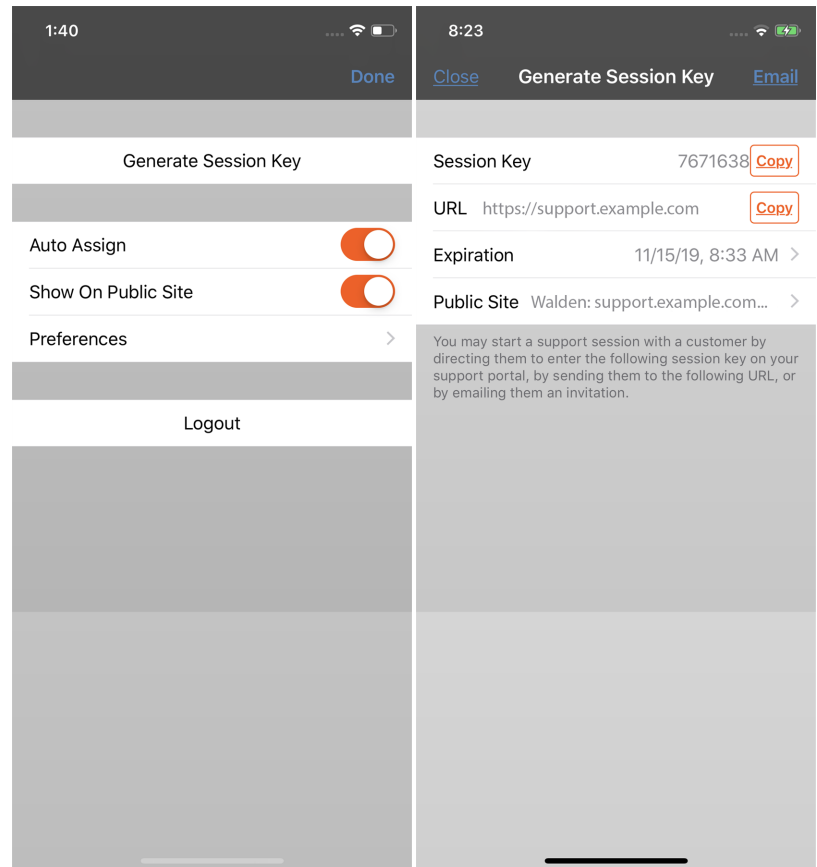 1:40
Done
Generate Session Key
Auto Assign
Show On Public Site
Preferences
Logout
8:23
Close Generate Session Key Email
Session Key 7671638 Copy
URL https://support.example.com Copy
Expiration 11/15/19, 8:33 AM
Public Site Walden: support.example.com...
You may start a support session with a customer by
directing them to enter the following session key on your
support portal, by sending them to the following URL, or
by emailing them an invitation.